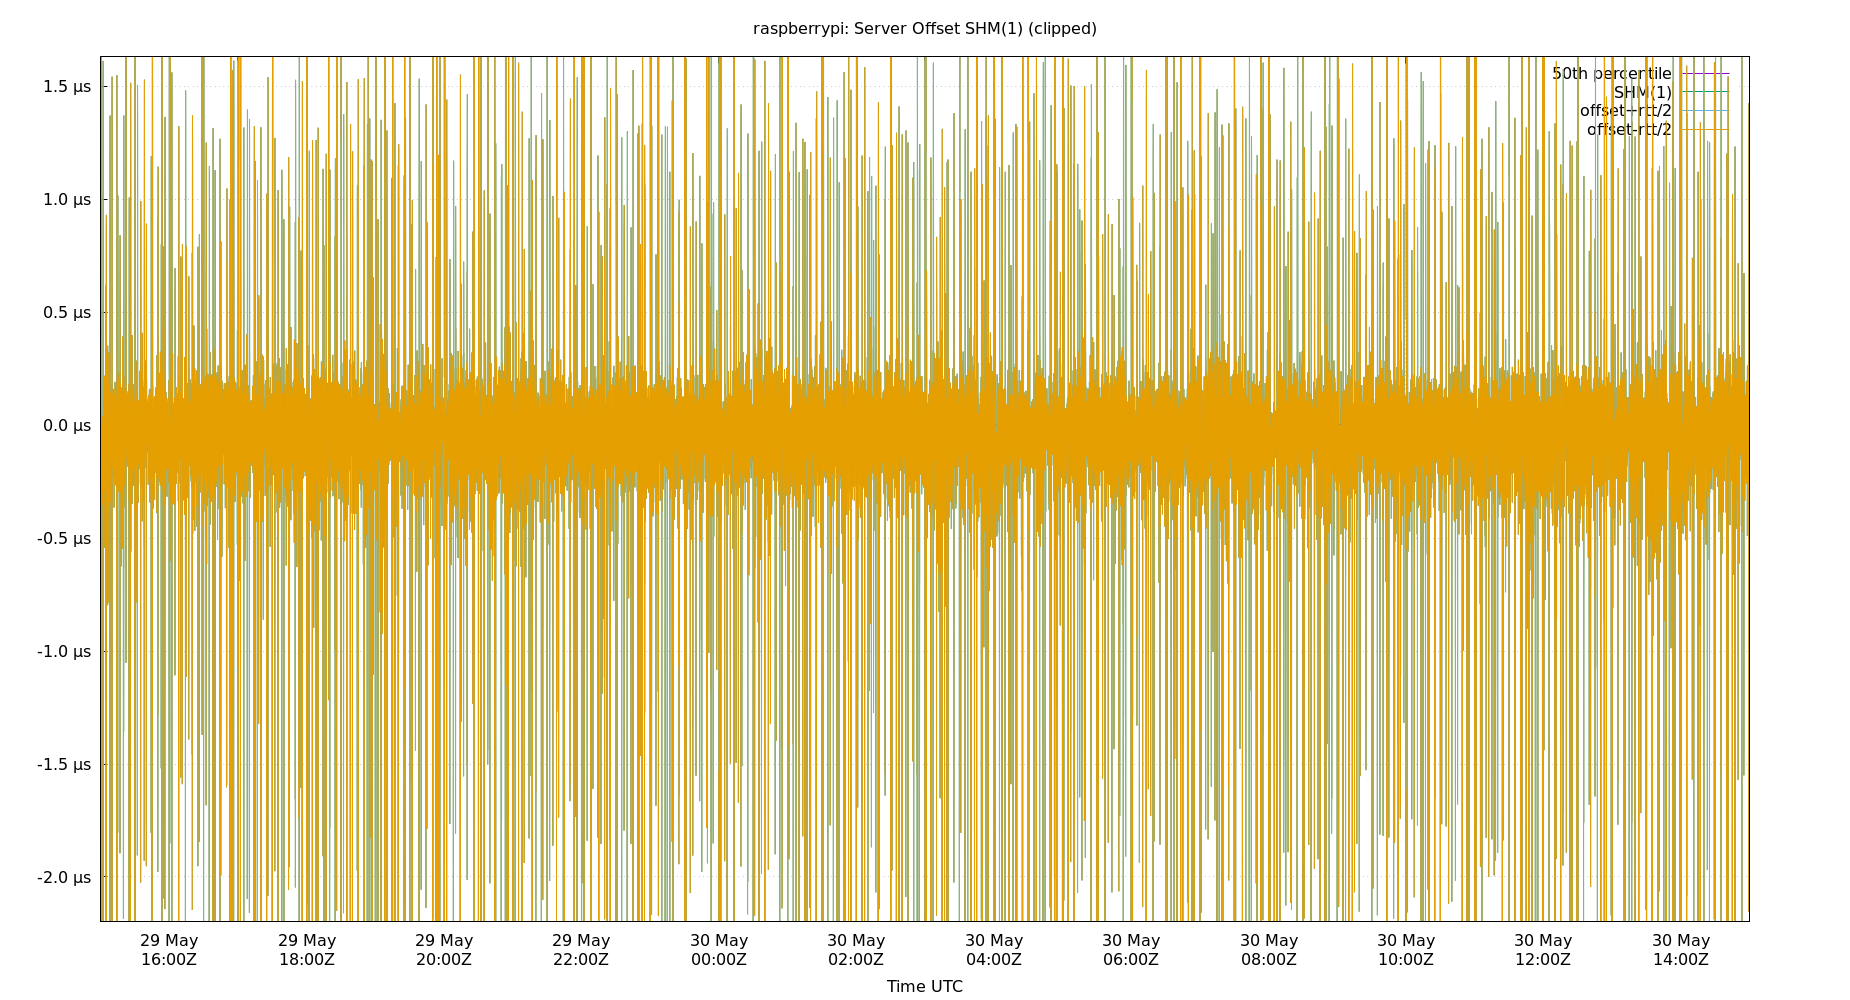 raspberrypi: Server Offset SHM(1) (clipped)
50th percentile
SHM(1)
offset+rtt/2
offset-rtt/2
1.5 µs
1.0 µs
0.5 µs
0.0 µs
-0.5 µs
-1.0 µs
-1.5 µs
-2.0 µs
29 May 29 May 29 May 29 May 30 May 30 May 30 May 30 May 30 May 30 May 30 May 30 May
16:00Z 18:00Z 20:00Z 22:00Z 00:00Z 02:00Z 04:00Z 06:00Z 08:00Z 10:00Z 12:00Z 14:00Z
Time UTC